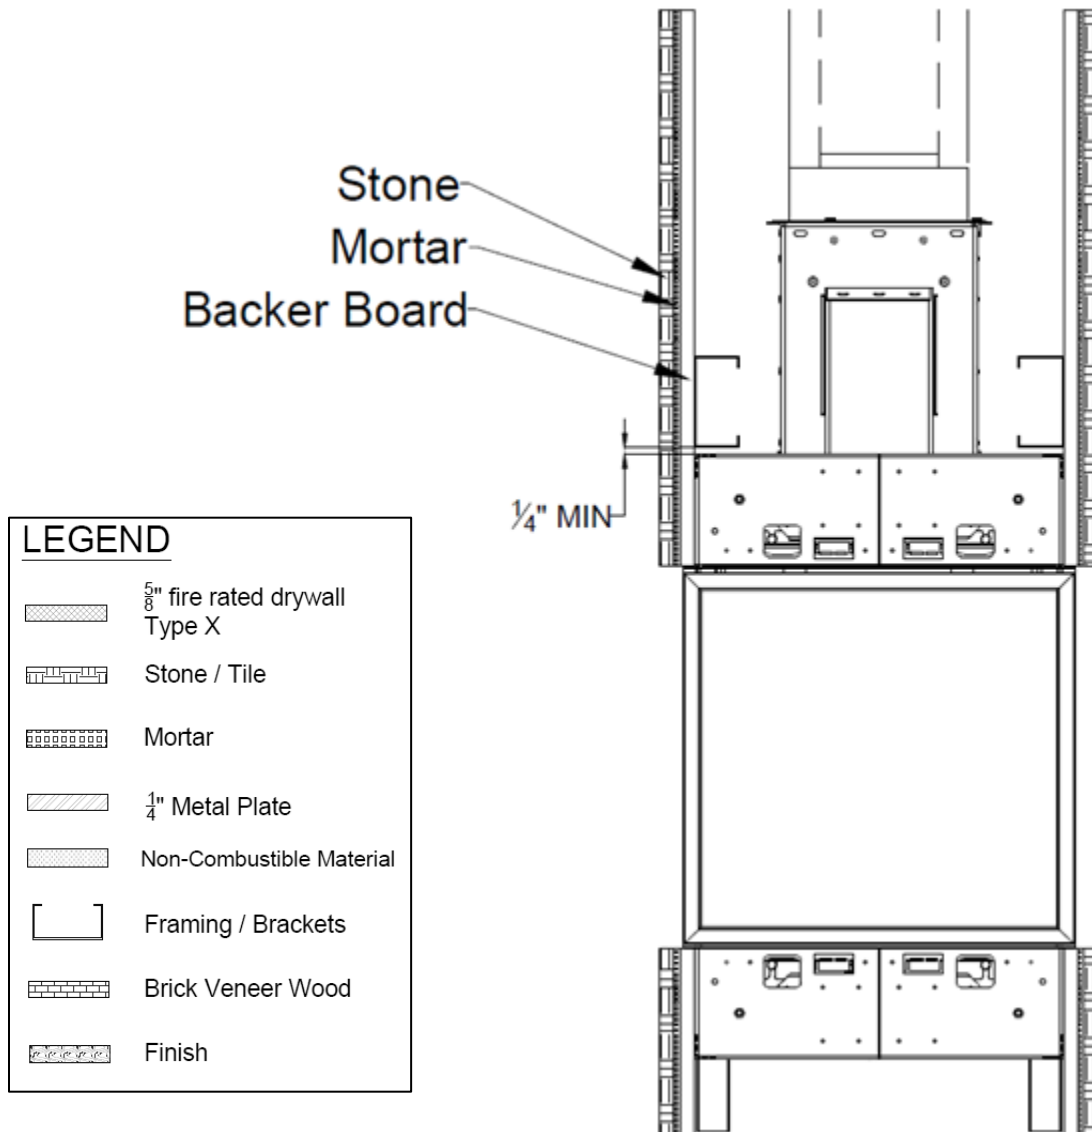 Stone
Mortar
Backer Board
¼" MIN
LEGEND
⅝" fire rated drywall
Type X
Stone / Tile
Mortar
¼" Metal Plate
Non-Combustible Material
Framing / Brackets
Brick Veneer Wood
Finish